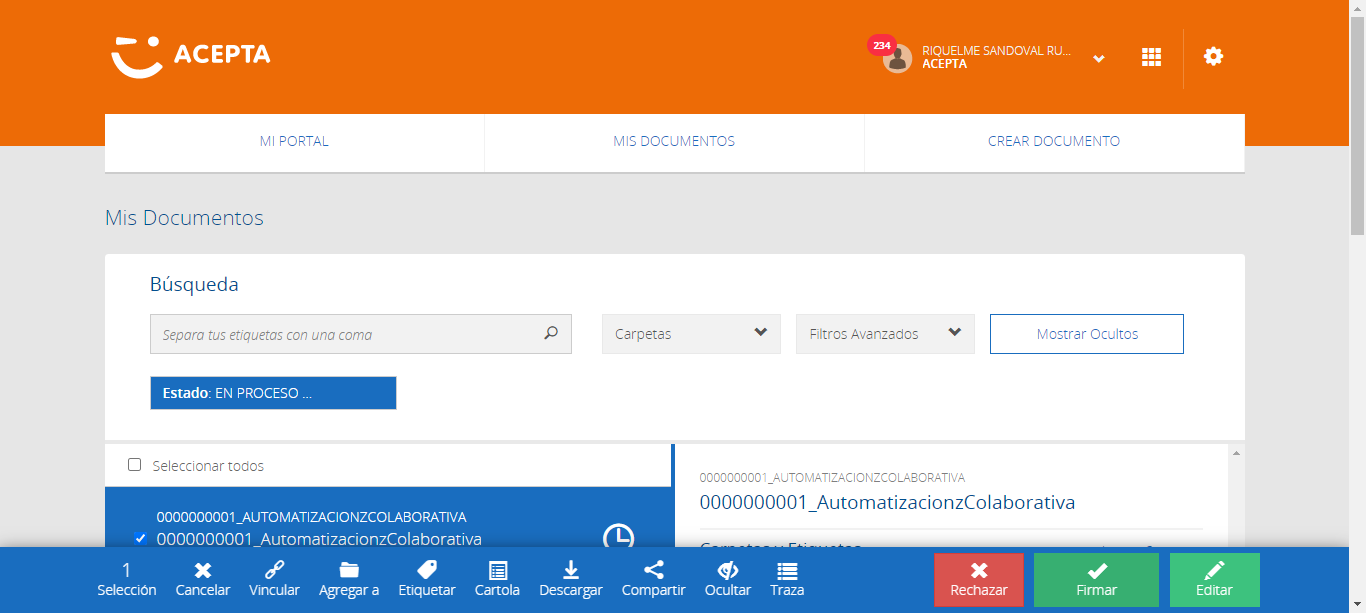 ACEPTA
234
RIQUELME SANDOVAL RU...
ACEPTA
MI PORTAL
MIS DOCUMENTOS
CREAR DOCUMENTO
Mis Documentos
Búsqueda
Separa tus etiquetas con una coma
Carpetas
Filtros Avanzados
Mostrar Ocultos
Estado: EN PROCESO ...
Seleccionar todos
0000000001_AUTOMATIZACIONZCOLABORATIVA
0000000001_AutomatizacionzColaborativa
0000000001_AUTOMATIZACIONZCOLABORATIVA
0000000001_AutomatizacionzColaborativa
Carpetas y Etiquetas
1
Selección
Cancelar
Vincular
Agregar a
Etiquetar
Cartola
Descargar
Compartir
Ocultar
Traza
Rechazar
Firmar
Editar